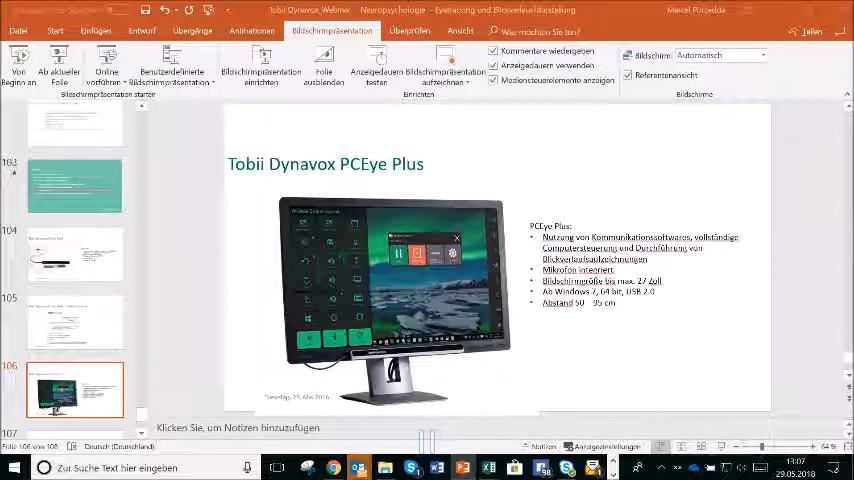 Tobii Dynavox_Webinar
Neuropsychologie - Eyetracking und Blickverlaufsdarstellung
Marcel Porcedda
Datei Start Einfügen Entwurf Übergänge Animationen Bildschirmpräsentation Überprüfen Ansicht Was möchten Sie tun? Teilen
Von Beginn an
Ab aktueller Folie
Online vorführen
Benutzerdefinierte Bildschirmpräsentation
Bildschirmpräsentation einrichten
Folie ausblenden
Anzeigedauern testen
Bildschirmpräsentation aufzeichnen
Kommentare wiedergeben
Anzeigedauern verwenden
Mediensteuerelemente anzeigen
Bildschirm: Automatisch
Referentenansicht
Bildschirmpräsentation starten
Einrichten
Bildschirme
103
104
105
106
107
Tobii Dynavox PCEye Plus
PCEye Plus:
• Nutzung von Kommunikationssoftwares, vollständige
Computersteuerung und Durchführung von
Blickverlaufsaufzeichnungen
• Mikrofon integriert
• Bildschirmgröße bis max. 27 Zoll
• Ab Windows 7, 64 bit, USB 2.0
• Abstand 50 – 95 cm
Dienstag, 29. Mai 2018
Klicken Sie, um Notizen hinzuzufügen
Folie 106 von 108 Deutsch (Deutschland) Notizen Anzeigeeinstellungen 64 %
Zur Suche Text hier eingeben
98
13:07
29.05.2018